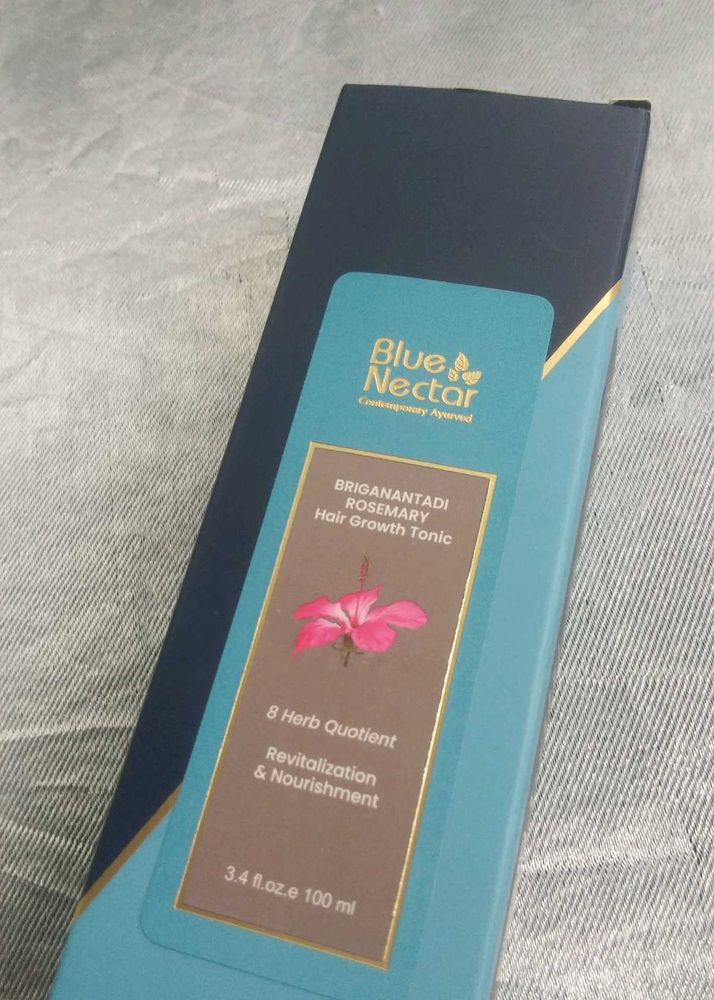 Blue
Nectar
Contemporary Ayurved
BRIGANANTADI
ROSEMARY
Hair Growth Tonic
8 Herb Quotient
Revitalization
& Nourishment
3.4 fl.oz.e 100 ml